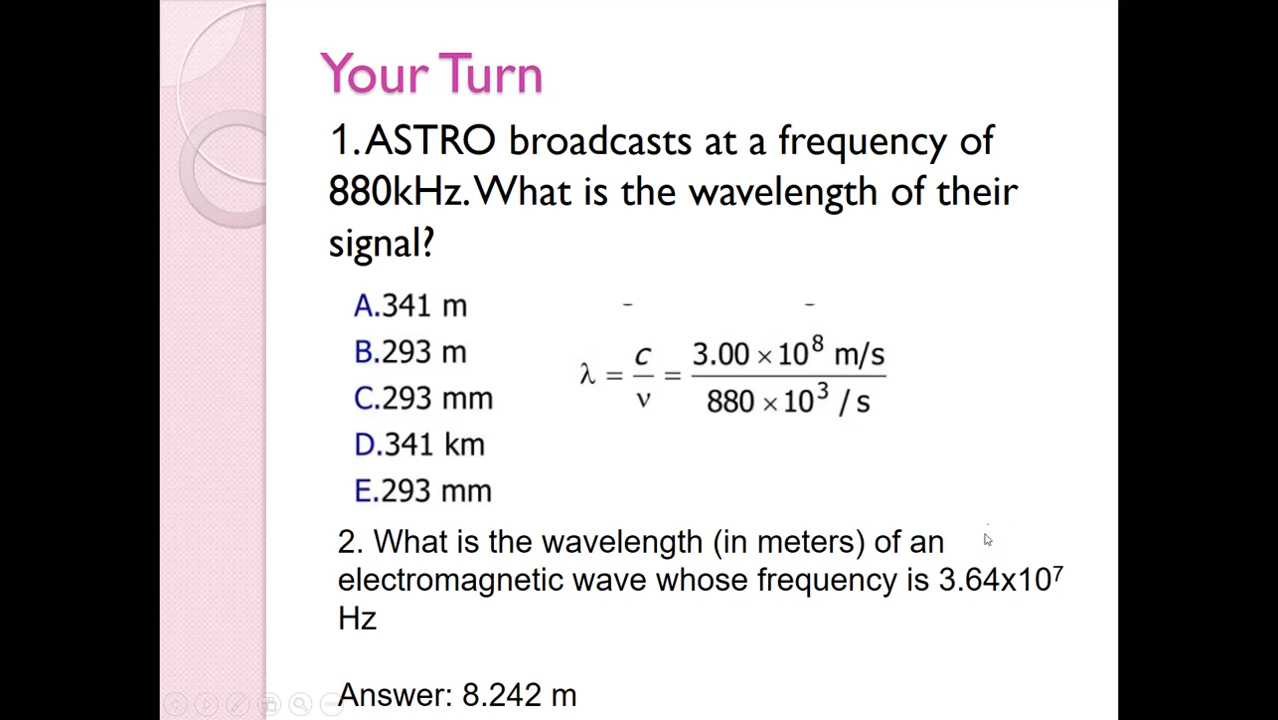 Your Turn
1. ASTRO broadcasts at a frequency of
880kHz. What is the wavelength of their
signal?
A.341 m
B.293 m
C.293 mm
D.341 km
E.293 mm
λ = c/ν = 3.00 × 10⁸ m/s / 880 × 10³ / s
2. What is the wavelength (in meters) of an
electromagnetic wave whose frequency is 3.64x10⁷
Hz
Answer: 8.242 m